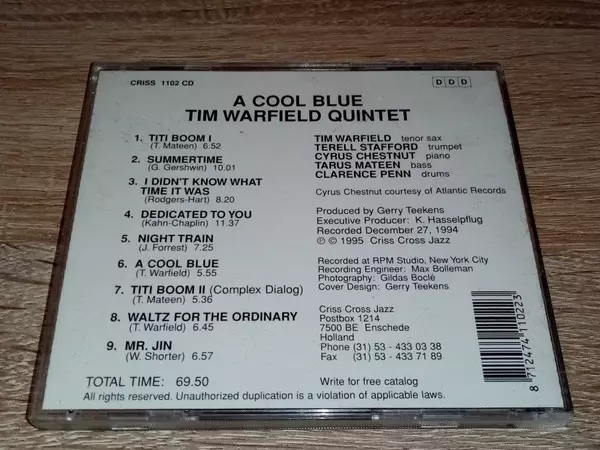 CRISS 1102 CD
DDD
A COOL BLUE
TIM WARFIELD QUINTET
1. TITI BOOM I
(T. Mateen) 6.52
2. SUMMERTIME
(G. Gershwin) 10.01
3. I DIDN'T KNOW WHAT
TIME IT WAS
(Rodgers-Hart) 8.20
4. DEDICATED TO YOU
(Kahn-Chaplin) 11.37
5. NIGHT TRAIN
(J. Forrest) 7.25
6. A COOL BLUE
(T. Warfield) 5.55
7. TITI BOOM II (Complex Dialog)
(T. Mateen) 5.36
8. WALTZ FOR THE ORDINARY
(T. Warfield) 6.45
9. MR. JIN
(W. Shorter) 6.57
TIM WARFIELD tenor sax
TERELL STAFFORD trumpet
CYRUS CHESTNUT piano
TARUS MATEEN bass
CLARENCE PENN drums
Cyrus Chestnut courtesy of Atlantic Records
Produced by Gerry Teekens
Executive Producer: K. Hasselpflug
Recorded December 27, 1994
℗ © 1995 Criss Cross Jazz
Recorded at RPM Studio, New York City
Recording Engineer: Max Bolleman
Photography: Gildas Boclé
Cover Design: Gerry Teekens
Criss Cross Jazz
Postbox 1214
7500 BE Enschede
Holland
Phone (31) 53 - 433 03 38
Fax (31) 53 - 433 71 89
8 712474 110223
TOTAL TIME: 69.50
Write for free catalog
All rights reserved. Unauthorized duplication is a violation of applicable laws.